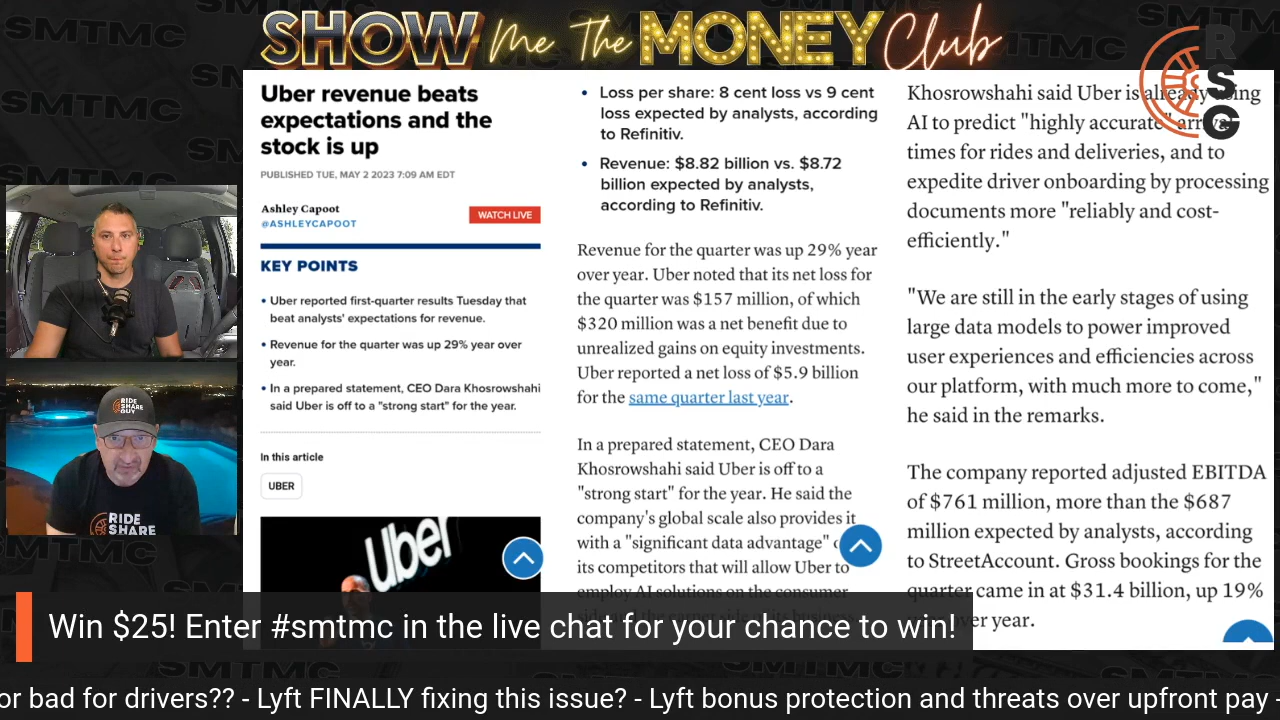 SHOW Me The MONEY Club
RSG
Uber revenue beats
expectations and the
stock is up
PUBLISHED TUE, MAY 2 2023 7:09 AM EDT
Ashley Capoot
@ASHLEYCAPOOT
WATCH LIVE
KEY POINTS
• Uber reported first-quarter results Tuesday that
beat analysts' expectations for revenue.
• Revenue for the quarter was up 29% year over
year.
• In a prepared statement, CEO Dara Khosrowshahi
said Uber is off to a "strong start" for the year.
In this article
UBER
Uber
• Loss per share: 8 cent loss vs 9 cent
loss expected by analysts, according
to Refinitiv.
• Revenue: $8.82 billion vs. $8.72
billion expected by analysts,
according to Refinitiv.
Revenue for the quarter was up 29% year
over year. Uber noted that its net loss for
the quarter was $157 million, of which
$320 million was a net benefit due to
unrealized gains on equity investments.
Uber reported a net loss of $5.9 billion
for the same quarter last year.
In a prepared statement, CEO Dara
Khosrowshahi said Uber is off to a
"strong start" for the year. He said the
company's global scale also provides it
with a "significant data advantage"
its competitors that will allow Uber to
employ AI solutions on the consumer
Khosrowshahi said Uber is already using
AI to predict "highly accurate" arrival
times for rides and deliveries, and to
expedite driver onboarding by processing
documents more "reliably and cost-
efficiently."
"We are still in the early stages of using
large data models to power improved
user experiences and efficiencies across
our platform, with much more to come,"
he said in the remarks.
The company reported adjusted EBITDA
of $761 million, more than the $687
million expected by analysts, according
to StreetAccount. Gross bookings for the
quarter came in at $31.4 billion, up 19%
over year.
RIDE
SHARE
GUY
RIDE
SHARE
Win $25! Enter #smtmc in the live chat for your chance to win!
or bad for drivers?? - Lyft FINALLY fixing this issue? - Lyft bonus protection and threats over upfront pay -
SMTMC